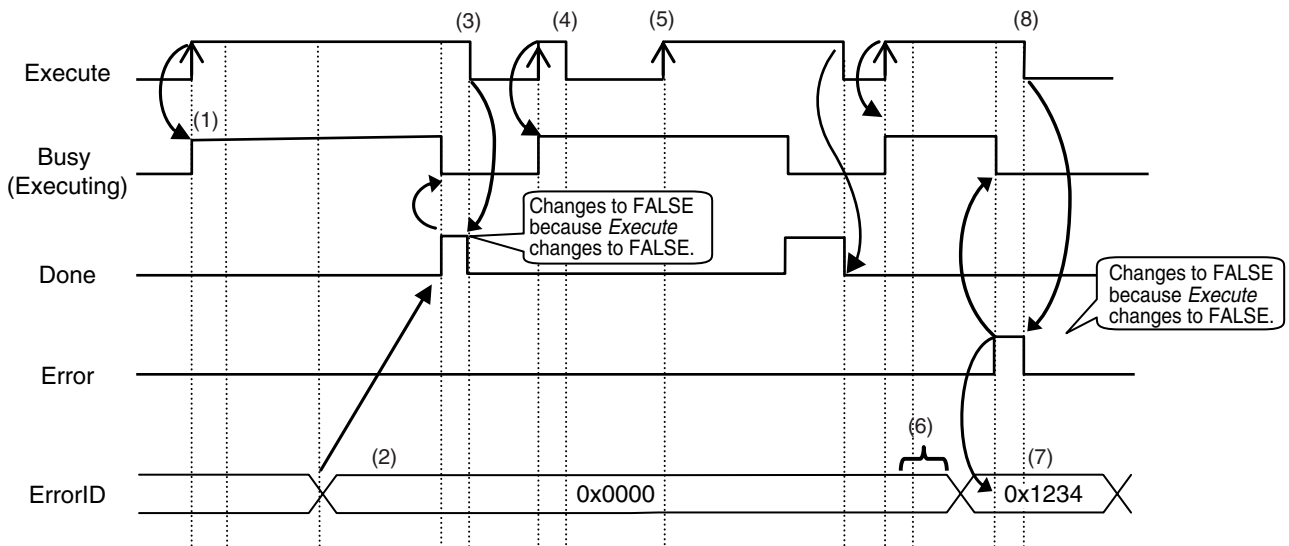 (3)
(4)
(5)
(8)
Execute
(1)
Busy
(Executing)
Changes to FALSE
because Execute
changes to FALSE.
Done
Changes to FALSE
because Execute
changes to FALSE.
Error
(6)
(2)
(7)
ErrorID
0x0000
0x1234